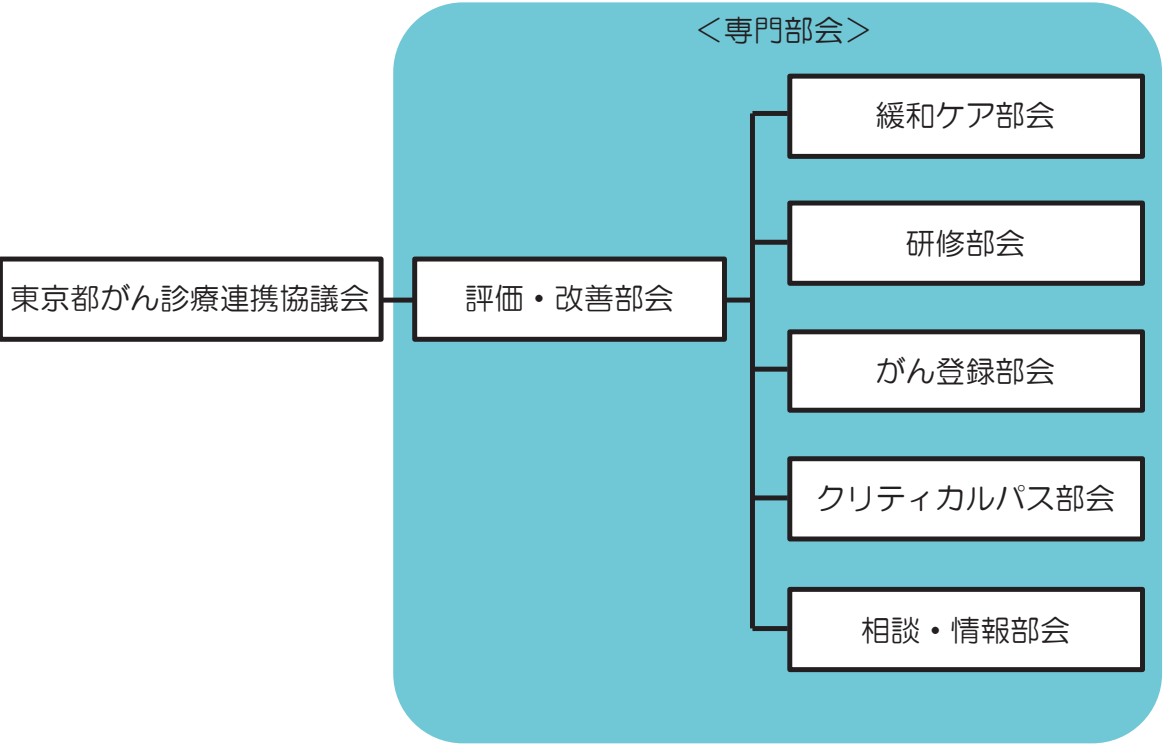 ＜専門部会＞
東京都がん診療連携協議会
評価・改善部会
緩和ケア部会
研修部会
がん登録部会
クリティカルパス部会
相談・情報部会